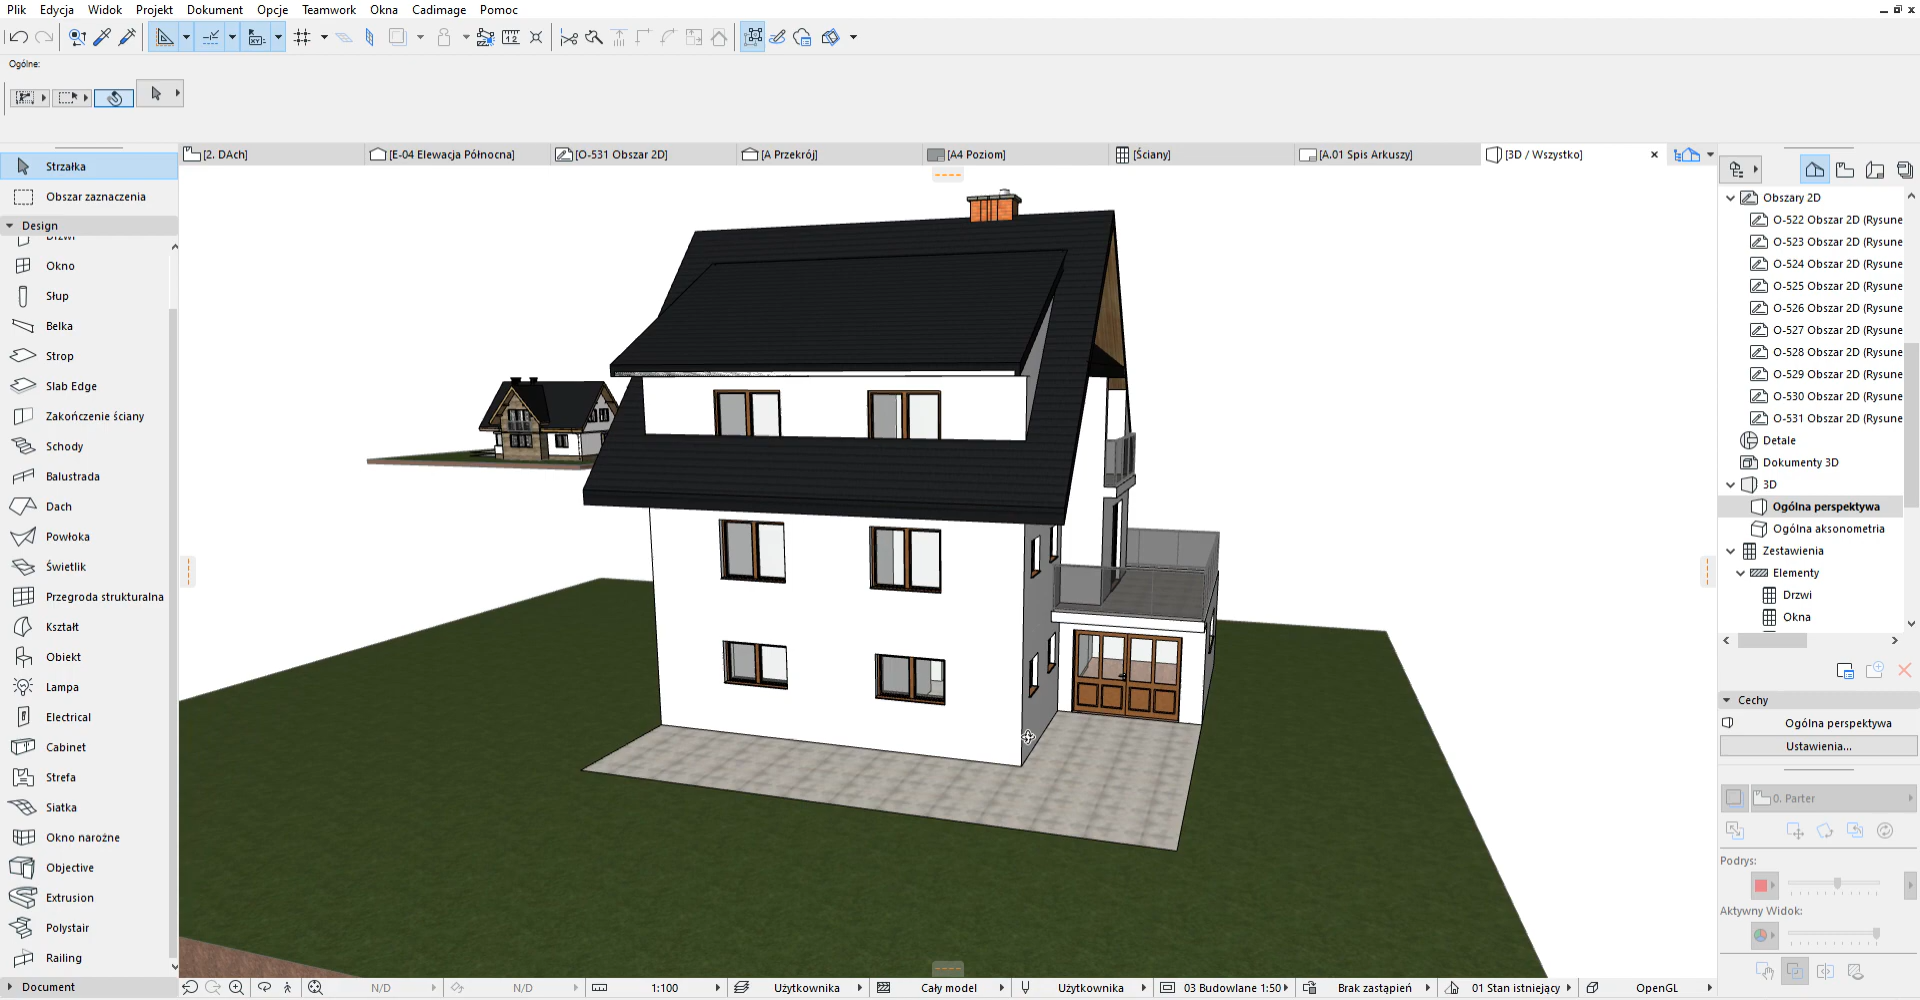 Plik Edycja Widok Projekt Dokument Opcje Teamwork Okna Cadimage Pomoc
Ogólne:
[2. DAch] [E-04 Elewacja Północna] [O-531 Obszar 2D] [A Przekrój] [A4 Poziom] [Ściany] [A.01 Spis Arkuszy] [3D / Wszystko]
Strzałka
Obszar zaznaczenia
Design
Drzwi
Okno
Słup
Belka
Strop
Slab Edge
Zakończenie ściany
Schody
Balustrada
Dach
Powłoka
Świetlik
Przegroda strukturalna
Kształt
Obiekt
Lampa
Electrical
Cabinet
Strefa
Siatka
Okno narożne
Objective
Extrusion
Polystair
Railing
Document
Obszary 2D
O-522 Obszar 2D (Rysune
O-523 Obszar 2D (Rysune
O-524 Obszar 2D (Rysune
O-525 Obszar 2D (Rysune
O-526 Obszar 2D (Rysune
O-527 Obszar 2D (Rysune
O-528 Obszar 2D (Rysune
O-529 Obszar 2D (Rysune
O-530 Obszar 2D (Rysune
O-531 Obszar 2D (Rysune
Detale
Dokumenty 3D
3D
Ogólna perspektywa
Ogólna aksonometria
Zestawienia
Elementy
Drzwi
Okna
Cechy
Ogólna perspektywa
Ustawienia...
0. Parter
Podrys:
Aktywny Widok:
N/D N/D 1:100 Użytkownika Cały model Użytkownika 03 Budowlane 1:50 Brak zastąpień 01 Stan istniejący OpenGL